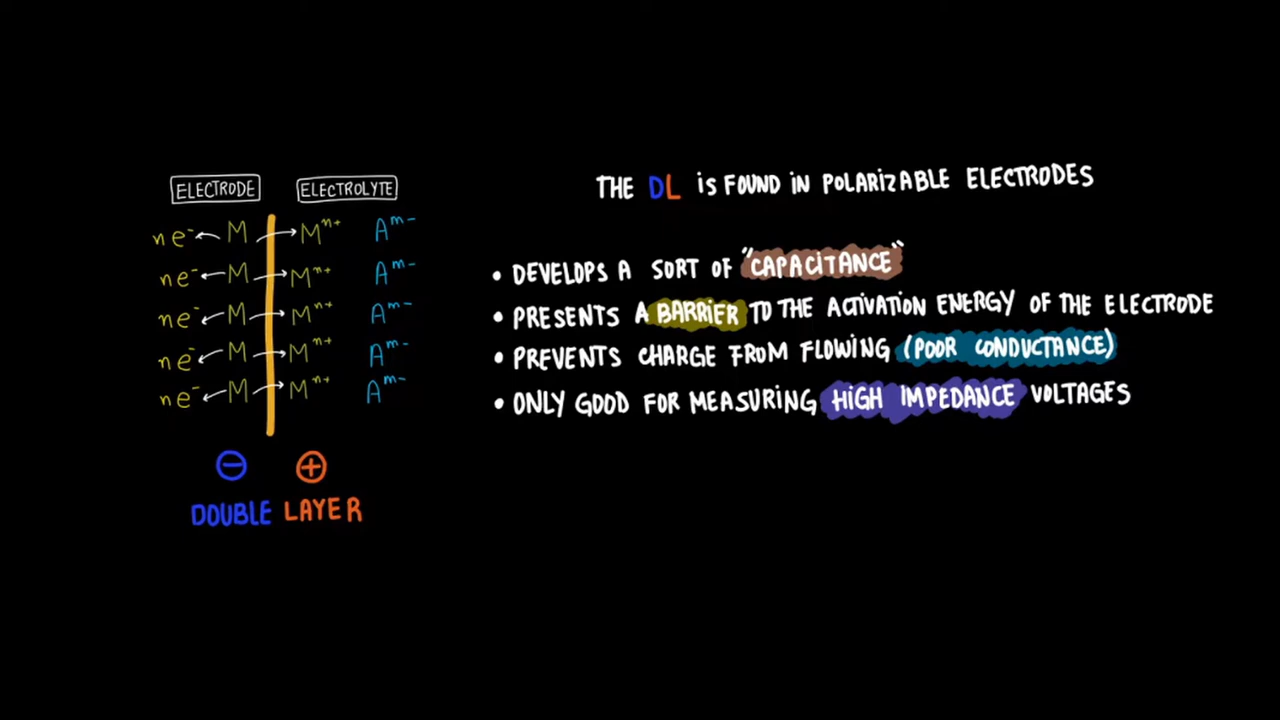 ELECTRODE ELECTROLYTE
ne⁻ M Mⁿ⁺ Aᵐ⁻
ne⁻ M Mⁿ⁺ Aᵐ⁻
ne⁻ M Mⁿ⁺ Aᵐ⁻
ne⁻ M Mⁿ⁺ Aᵐ⁻
ne⁻ M Mⁿ⁺ Aᵐ⁻
− +
DOUBLE LAYER
THE DL IS FOUND IN POLARIZABLE ELECTRODES
• DEVELOPS A SORT OF "CAPACITANCE"
• PRESENTS A BARRIER TO THE ACTIVATION ENERGY OF THE ELECTRODE
• PREVENTS CHARGE FROM FLOWING (POOR CONDUCTANCE)
• ONLY GOOD FOR MEASURING HIGH IMPEDANCE VOLTAGES